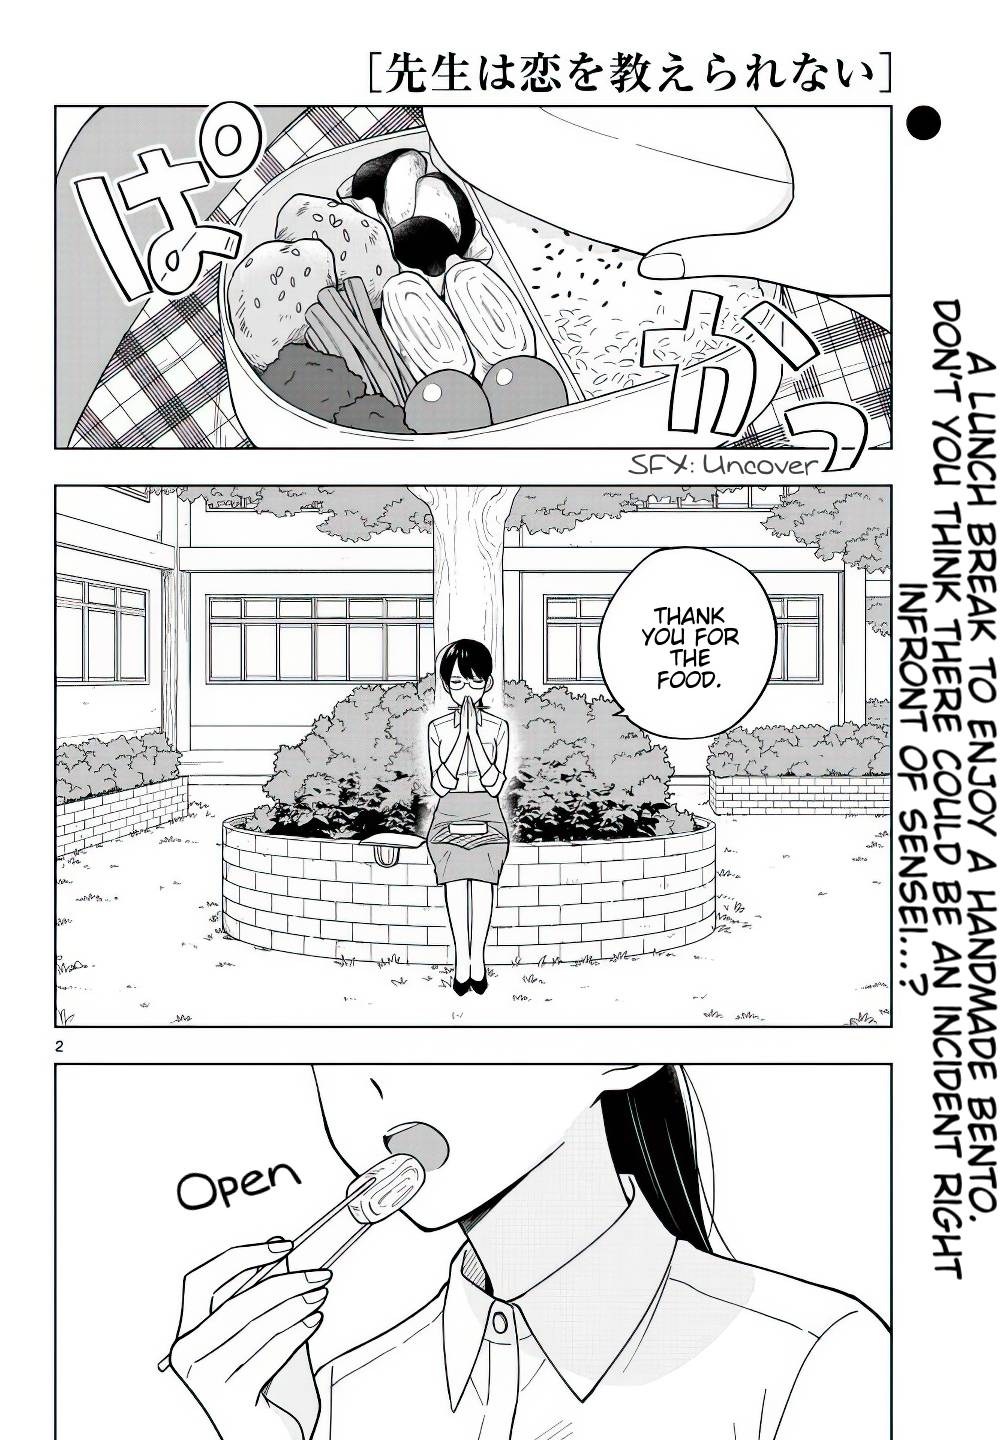 [先生は恋を教えられない]
ぱ
かっ
SFX: Uncover
A LUNCH BREAK TO ENJOY A HANDMADE BENTO.
DON'T YOU THINK THERE COULD BE AN INCIDENT RIGHT
INFRONT OF SENSEI...?
THANK
YOU FOR
THE
FOOD.
2
Open